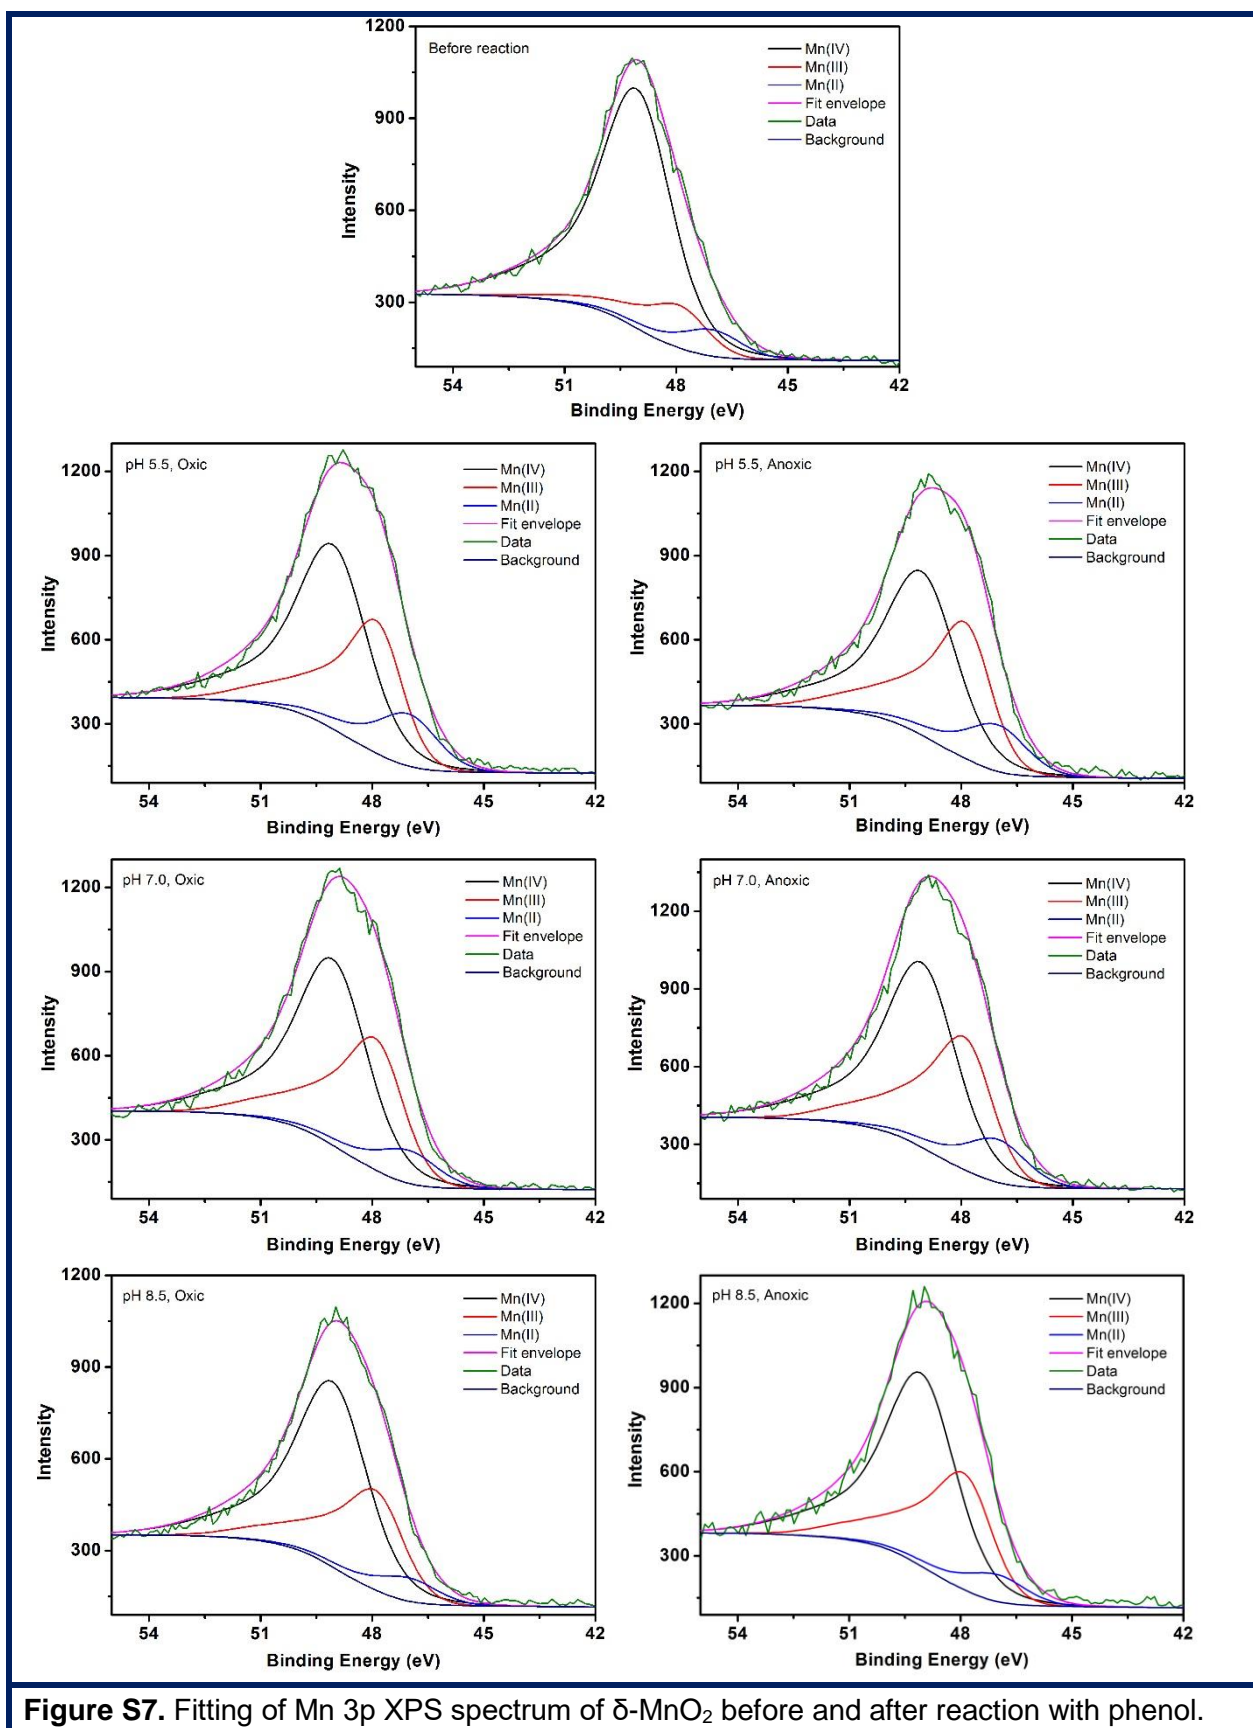 1200
Before reaction
Mn(IV)
Mn(III)
Mn(II)
Fit envelope
Data
Background
900
600
300
Intensity
54 51 48 45 42
Binding Energy (eV)
pH 5.5, Oxic
Mn(IV)
Mn(III)
Mn(II)
Fit envelope
Data
Background
1200
900
600
300
Intensity
54 51 48 45 42
Binding Energy (eV)
pH 5.5, Anoxic
Mn(IV)
Mn(III)
Mn(II)
Fit envelope
Data
Background
1200
900
600
300
Intensity
54 51 48 45 42
Binding Energy (eV)
pH 7.0, Oxic
Mn(IV)
Mn(III)
Mn(II)
Fit envelope
Data
Background
1200
900
600
300
Intensity
54 51 48 45 42
Binding Energy (eV)
pH 7.0, Anoxic
Mn(IV)
Mn(III)
Mn(II)
Fit envelope
Data
Background
1200
900
600
300
Intensity
54 51 48 45 42
Binding Energy (eV)
pH 8.5, Oxic
Mn(IV)
Mn(III)
Mn(II)
Fit envelope
Data
Background
1200
900
600
300
Intensity
54 51 48 45 42
Binding Energy (eV)
pH 8.5, Anoxic
Mn(IV)
Mn(III)
Mn(II)
Fit envelope
Data
Background
1200
900
600
300
Intensity
54 51 48 45 42
Binding Energy (eV)
Figure S7. Fitting of Mn 3p XPS spectrum of δ-MnO₂ before and after reaction with phenol.